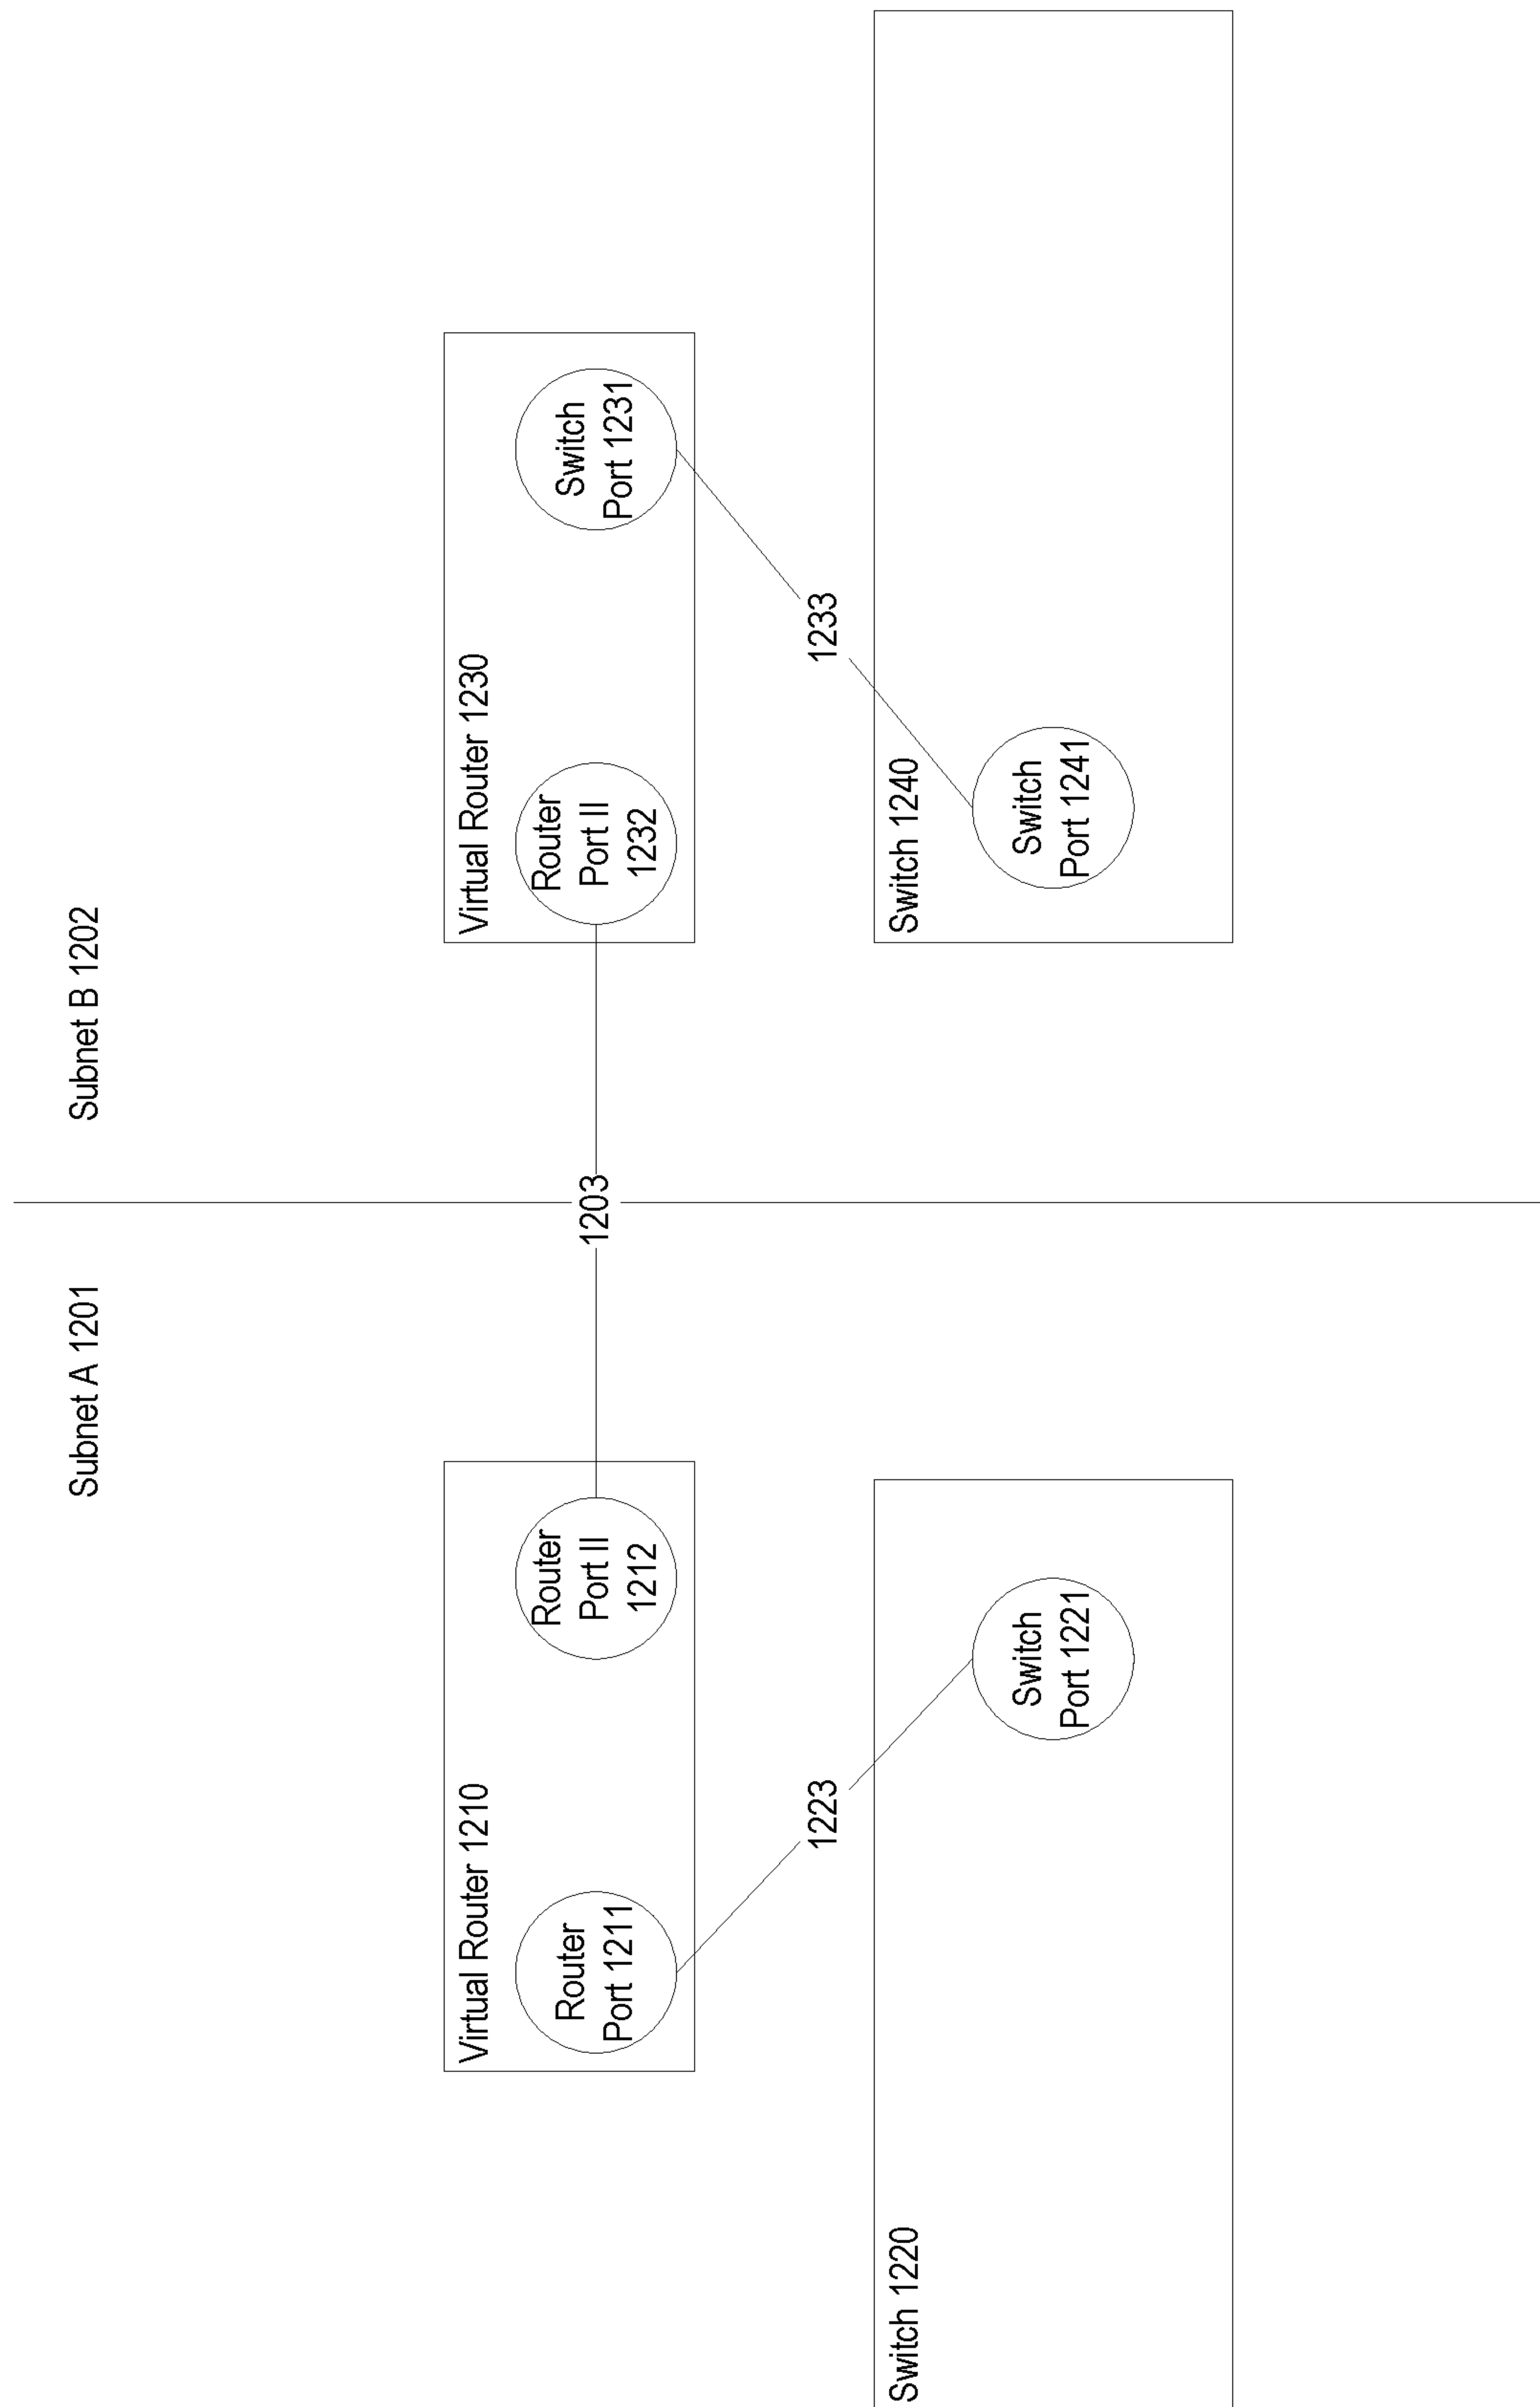 Subnet A 1201
Subnet B 1202
Virtual Router 1210
Router
Port 1211
Router
Port II
1212
1203
Virtual Router 1230
Router
Port II
1232
Switch
Port 1231
1223
1233
Switch 1220
Switch
Port 1221
Switch 1240
Switch
Port 1241